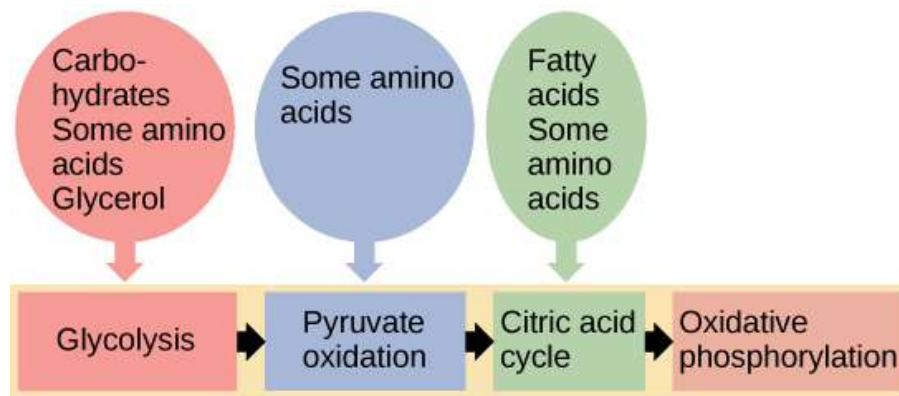 Carbo-
hydrates
Some amino
acids
Glycerol
Some amino
acids
Fatty
acids
Some
amino
acids
Glycolysis
Pyruvate
oxidation
Citric acid
cycle
Oxidative
phosphorylation